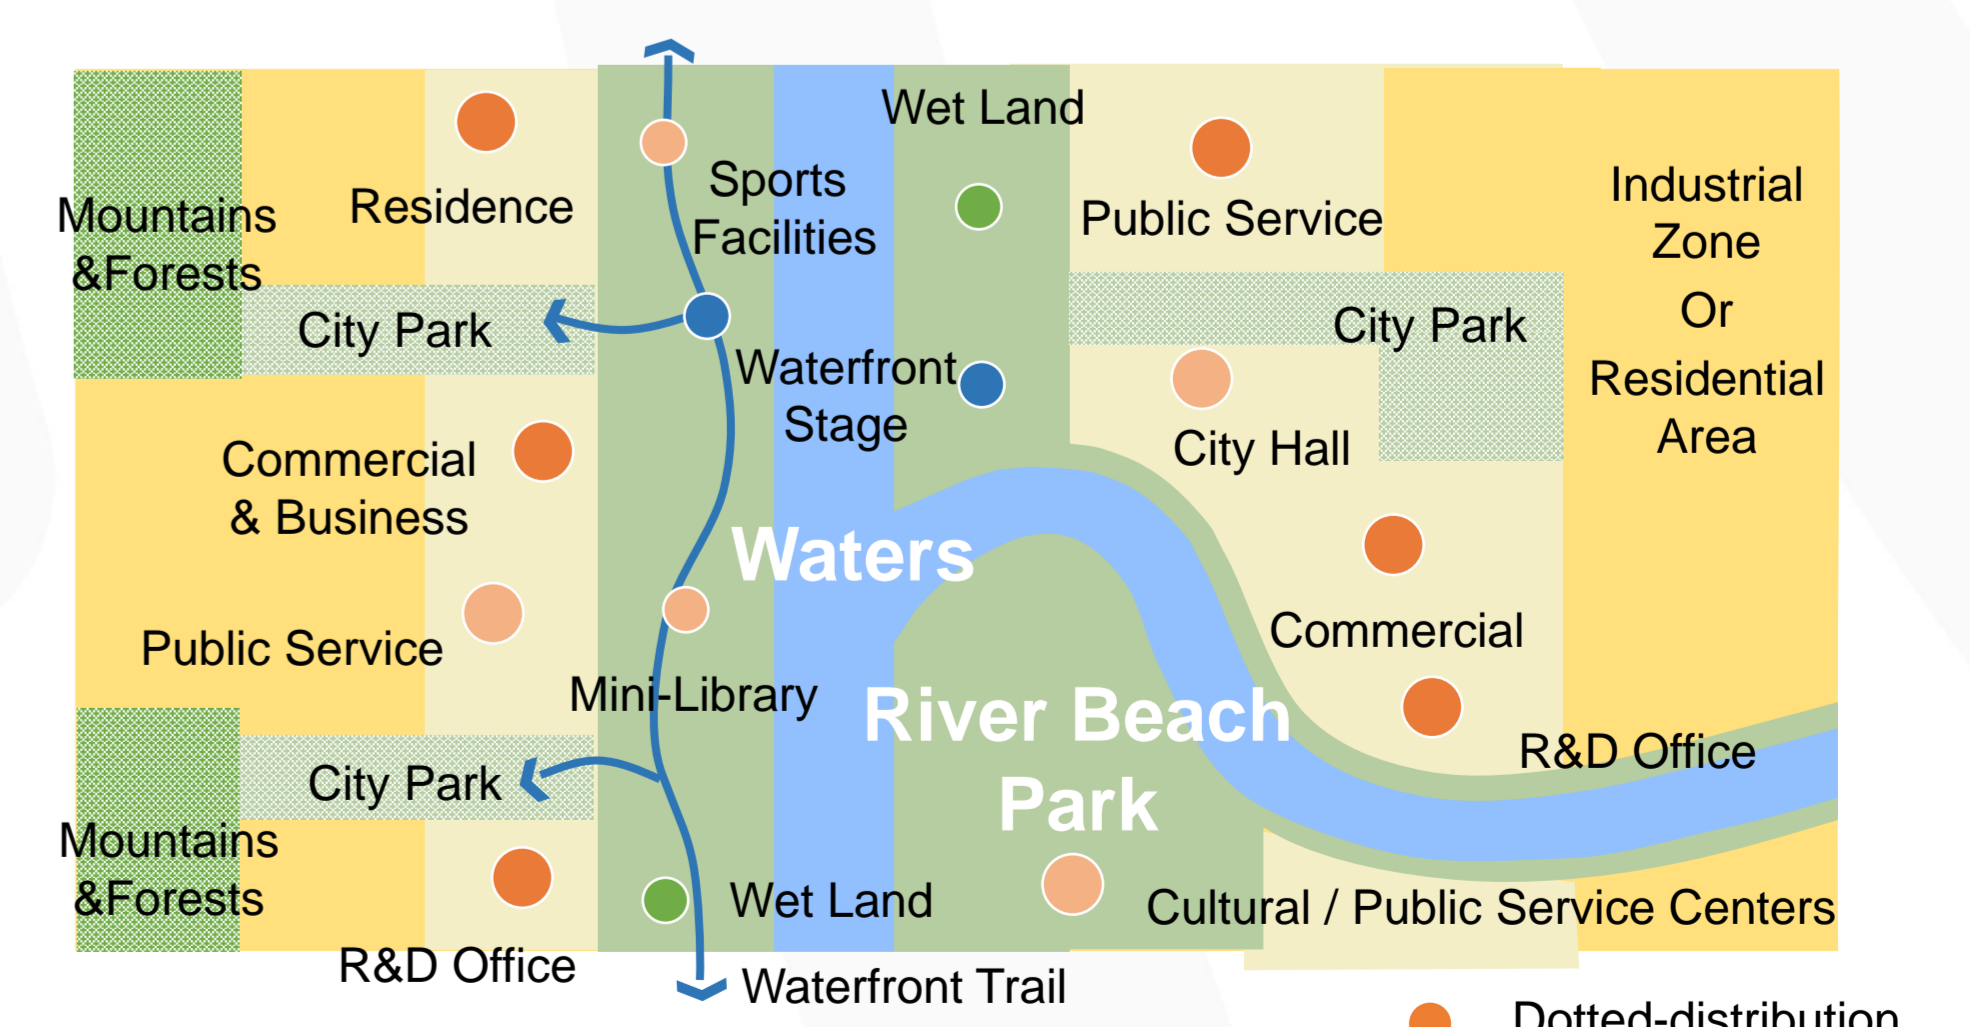 Wet Land
Mountains
&Forests
Residence
Sports
Facilities
Public Service
Industrial
Zone
Or
Residential
Area
City Park
City Park
Waterfront
Stage
City Hall
Commercial
& Business
Waters
Public Service
Commercial
Mini-Library
River Beach
Park
R&D Office
City Park
Mountains
&Forests
Wet Land
Cultural / Public Service Centers
R&D Office
Waterfront Trail
Dotted-distribution